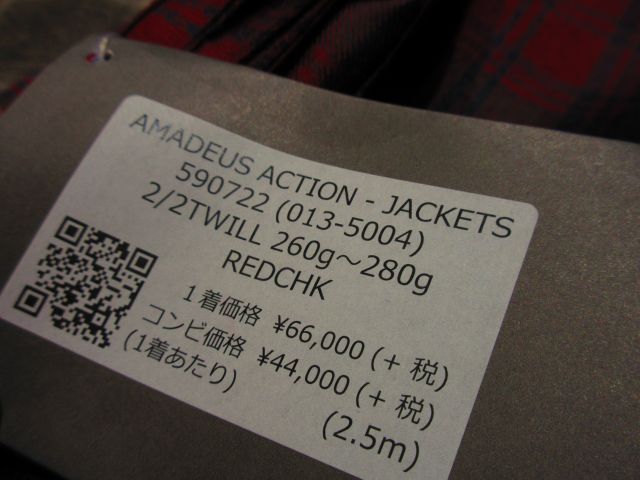 AMADEUS ACTION - JACKETS
590722 (013-5004)
2/2TWILL 260g～280g
REDCHK
１着価格 ¥66,000 (+ 税)
コンビ価格 ¥44,000 (+ 税)
(1着あたり)
(2.5m)